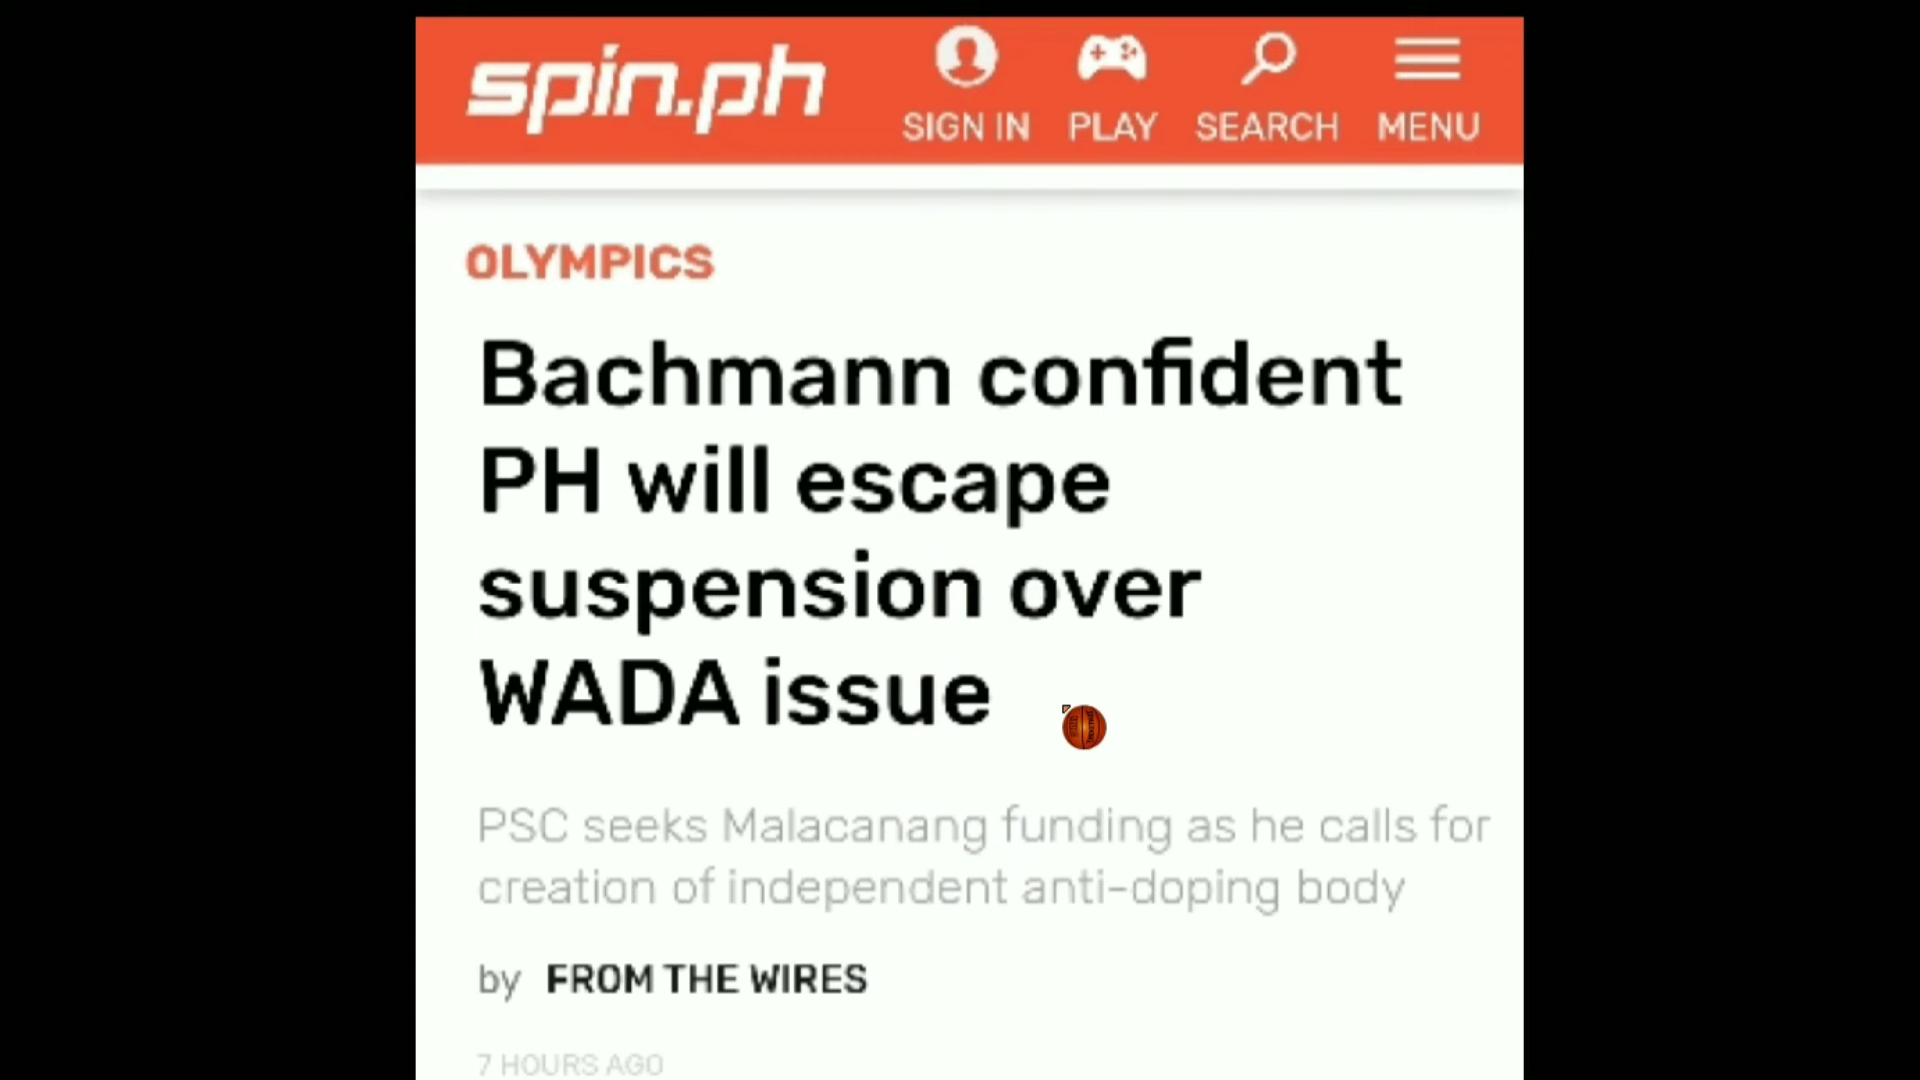 spin.ph
SIGN IN PLAY SEARCH MENU
OLYMPICS
Bachmann confident
PH will escape
suspension over
WADA issue
PSC seeks Malacanang funding as he calls for
creation of independent anti-doping body
by FROM THE WIRES
7 HOURS AGO